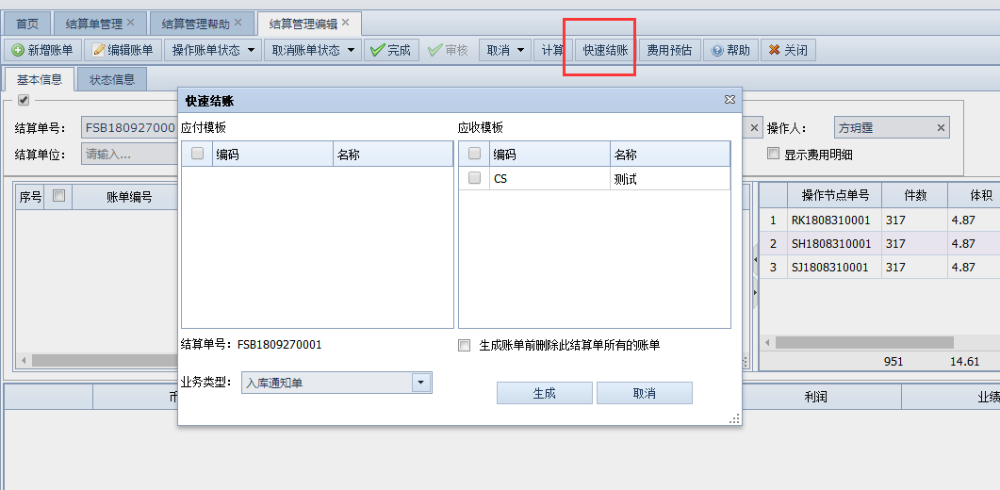 首页 结算单管理 结算管理帮助 结算管理编辑
新增账单 编辑账单 操作账单状态 取消账单状态 完成 审核 取消 计算 快速结账 费用预估 帮助 关闭
基本信息 状态信息
结算单号: FSB180927000 操作人: 方玥霆
结算单位: 请输入... 显示费用明细
序号 账单编号
快速结账
应付模板 应收模板
编码 名称 编码 名称
CS 测试
结算单号: FSB1809270001 生成账单前删除此结算单所有的账单
业务类型: 入库通知单
生成 取消
操作节点单号 件数 体积
1 RK1808310001 317 4.87
2 SH1808310001 317 4.87
3 SJ1808310001 317 4.87
951 14.61
币 利润 业绩